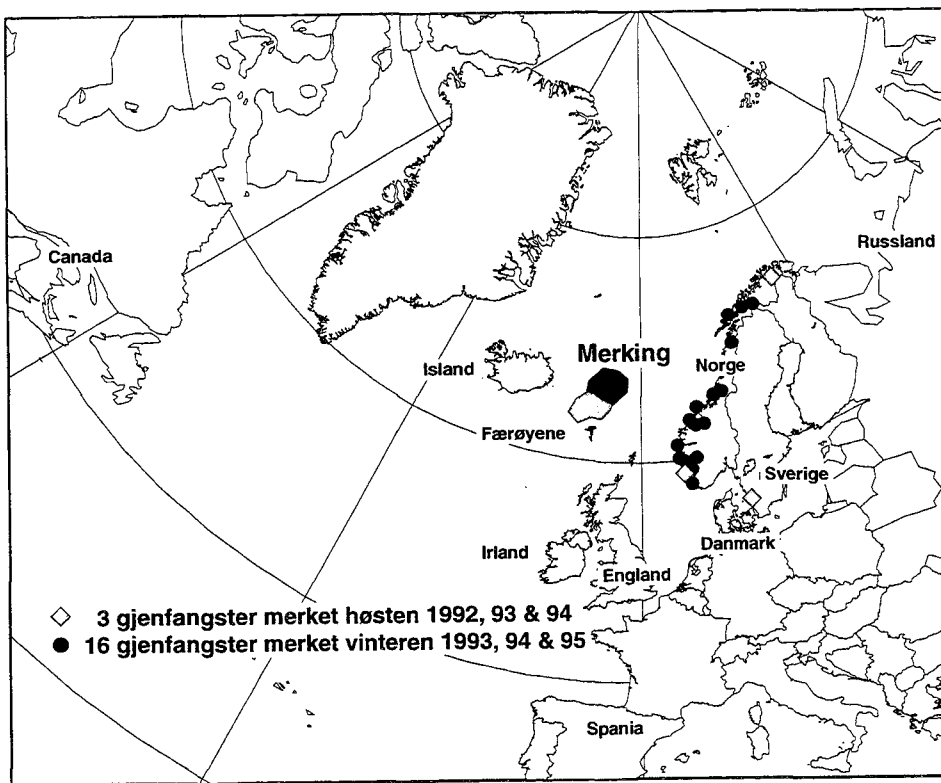 Canada
Russland
Island
Merking
Norge
Færøyene
Sverige
Irland
Danmark
England
◇ 3 gjenfangster merket høsten 1992, 93 & 94
● 16 gjenfangster merket vinteren 1993, 94 & 95
Spania